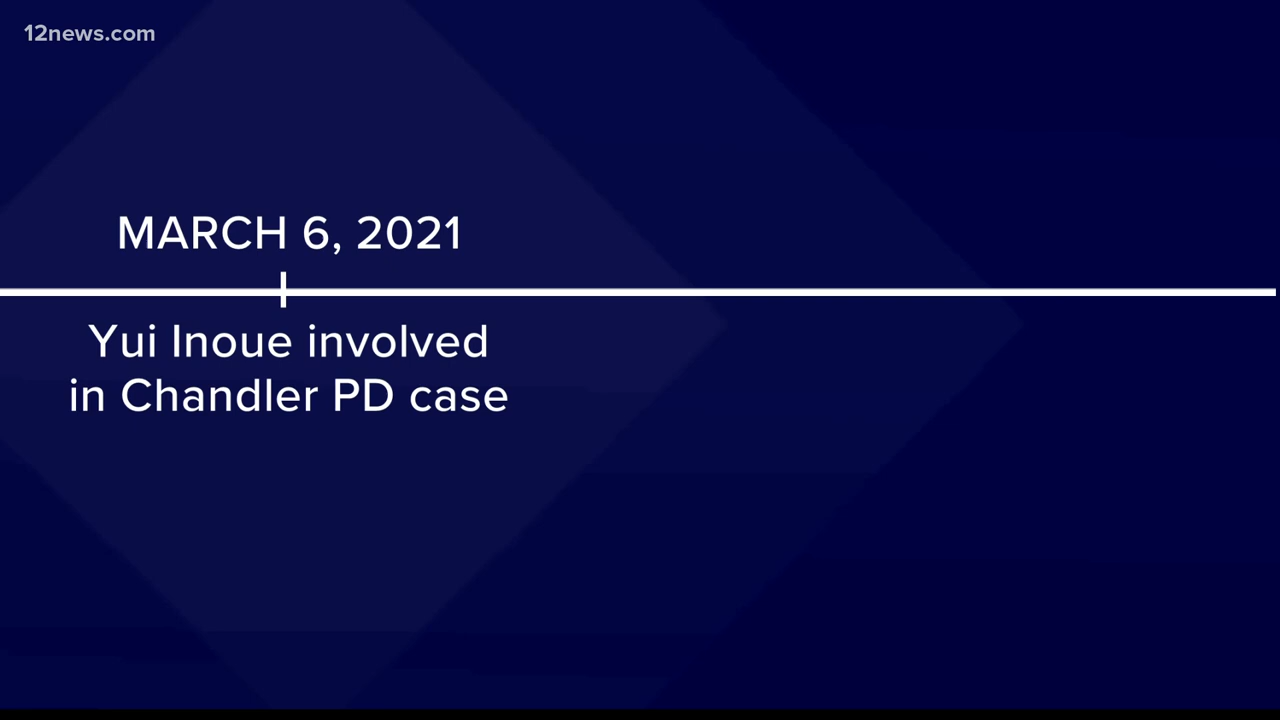 12news.com
MARCH 6, 2021
Yui Inoue involved
in Chandler PD case